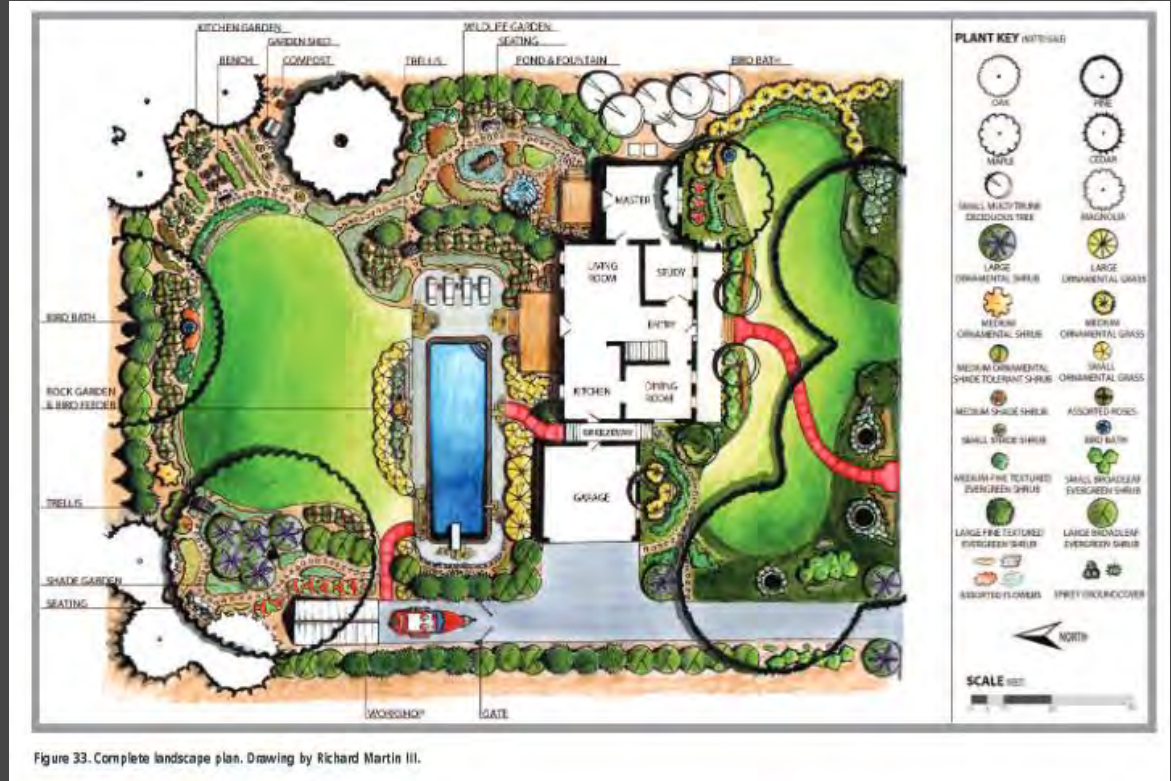 KITCHEN GARDEN
WILDLIFE GARDEN
GARDEN SHED
SEATING
BENCH
COMPOST
TRELLIS
POND & FOUNTAIN
BIRD BATH
BIRD BATH
ROCK GARDEN
& BIRD FEEDER
TRELLIS
SHADE GARDEN
SEATING
MASTER
LIVING
ROOM
STUDY
ENTRY
KITCHEN
DINING
ROOM
BREEZEWAY
GARAGE
WORKSHOP
GATE
PLANT KEY (NOT TO SCALE)
OAK
PINE
MAPLE
CEDAR
SMALL MULTI-TRUNK
DECIDUOUS TREE
MAGNOLIA
LARGE
ORNAMENTAL SHRUB
LARGE
ORNAMENTAL GRASS
MEDIUM
ORNAMENTAL SHRUB
MEDIUM
ORNAMENTAL GRASS
MEDIUM ORNAMENTAL
SHADE TOLERANT SHRUB
SMALL
ORNAMENTAL GRASS
MEDIUM SHADE SHRUB
ASSORTED ROSES
SMALL SHADE SHRUB
BIRD BATH
MEDIUM FINE TEXTURED
EVERGREEN SHRUB
SMALL BROADLEAF
EVERGREEN SHRUB
LARGE FINE TEXTURED
EVERGREEN SHRUB
LARGE BROADLEAF
EVERGREEN SHRUB
ASSORTED FLOWERS
SPIKEY GROUNDCOVER
NORTH
SCALE
Figure 33. Complete landscape plan. Drawing by Richard Martin III.